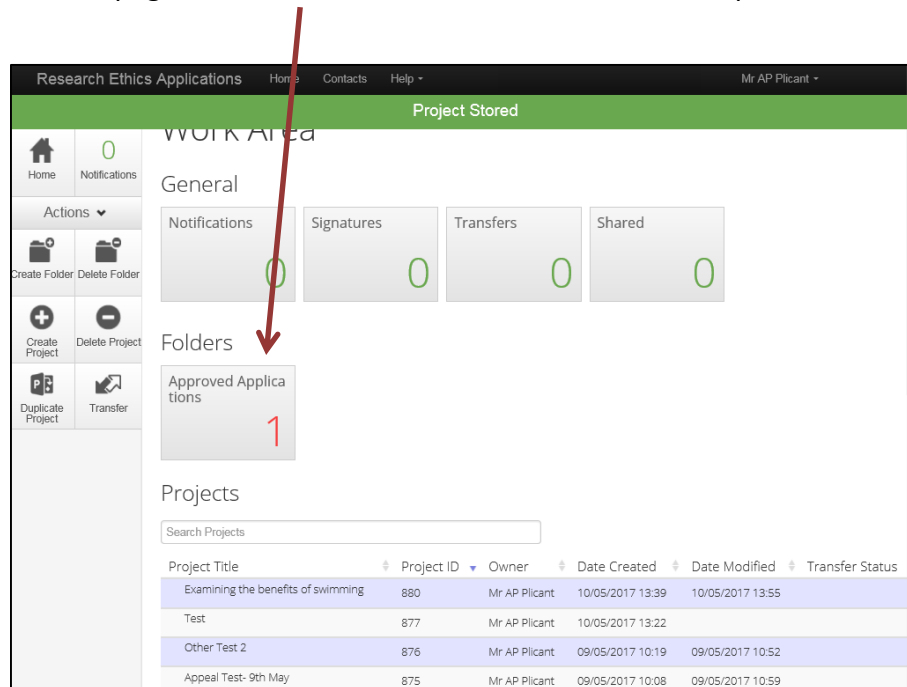 Research Ethics Applications Home Contacts Help Mr AP Plicant
Project Stored
Work Area
Home
0
Notifications
Actions
Create Folder
Delete Folder
Create
Project
Delete Project
Duplicate
Project
Transfer
General
Notifications
0
Signatures
0
Transfers
0
Shared
0
Folders
Approved Applica
tions
1
Projects
Search Projects
Project Title Project ID Owner Date Created Date Modified Transfer Status
Examining the benefits of swimming 880 Mr AP Plicant 10/05/2017 13:39 10/05/2017 13:55
Test 877 Mr AP Plicant 10/05/2017 13:22
Other Test 2 876 Mr AP Plicant 09/05/2017 10:19 09/05/2017 10:52
Appeal Test- 9th May 875 Mr AP Plicant 09/05/2017 10:08 09/05/2017 10:59